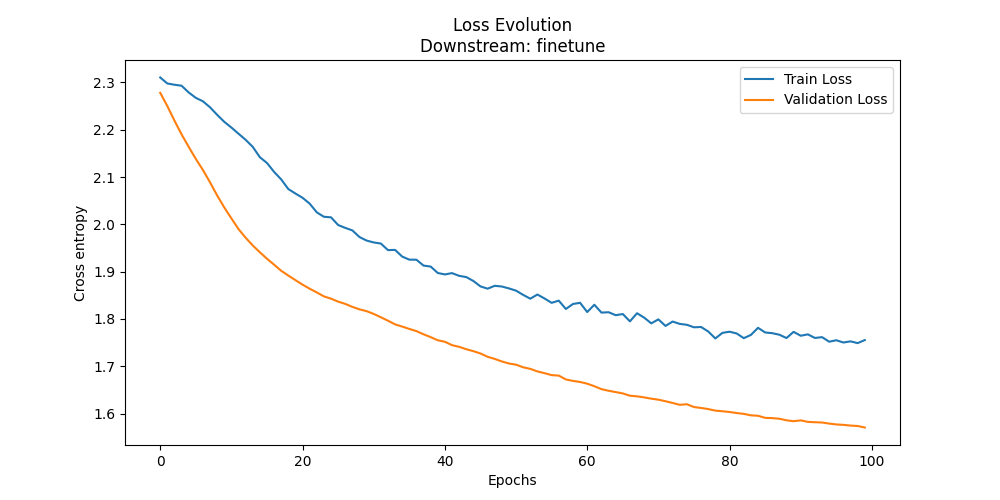 Loss Evolution
Downstream: finetune
Train Loss
Validation Loss
2.3
2.2
2.1
2.0
1.9
1.8
1.7
1.6
Cross entropy
0 20 40 60 80 100
Epochs